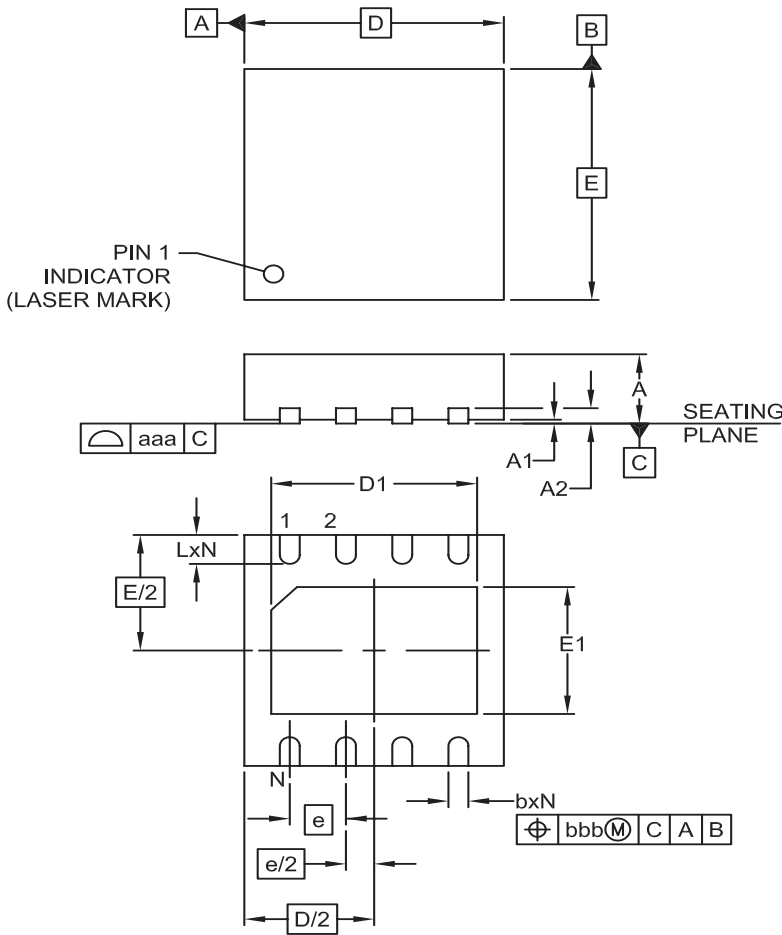 A
D
B
E
PIN 1
INDICATOR
(LASER MARK)
A
SEATING
PLANE
aaa C
A1
A2
C
D1
1 2
LxN
E/2
E1
N
bxN
e
bbbⓂ C A B
e/2
D/2